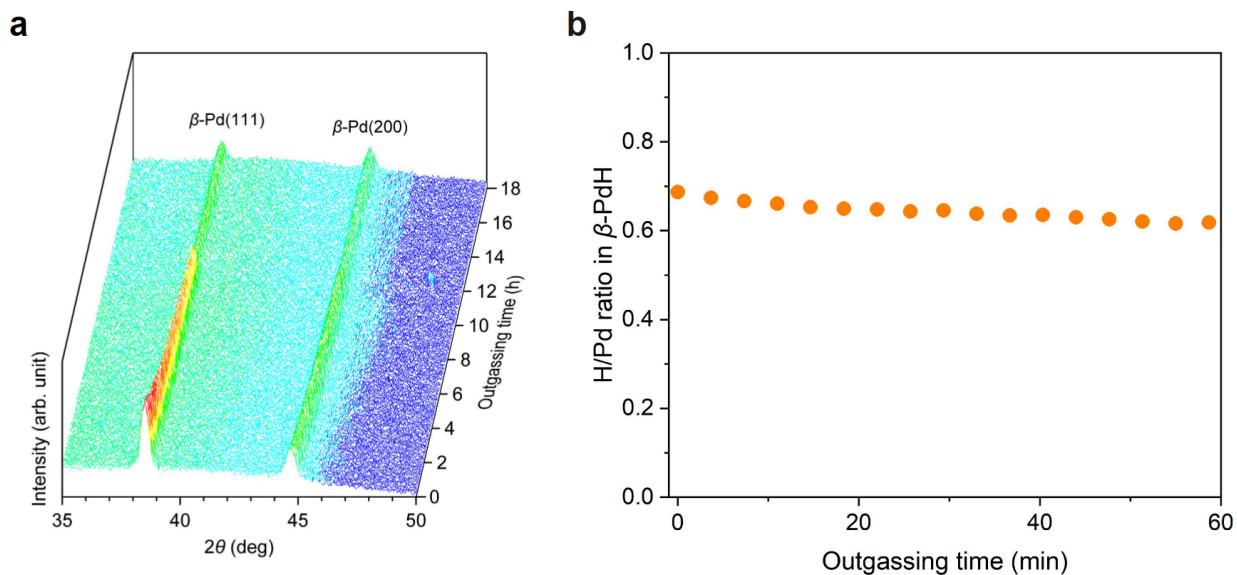 a
β-Pd(111)
β-Pd(200)
18
16
14
12
10
8
6
4
2
0
Outgassing time (h)
Intensity (arb. unit)
35
40
45
50
2θ (deg)
b
1.0
0.8
0.6
0.4
0.2
0.0
H/Pd ratio in β-PdH
0
20
40
60
Outgassing time (min)